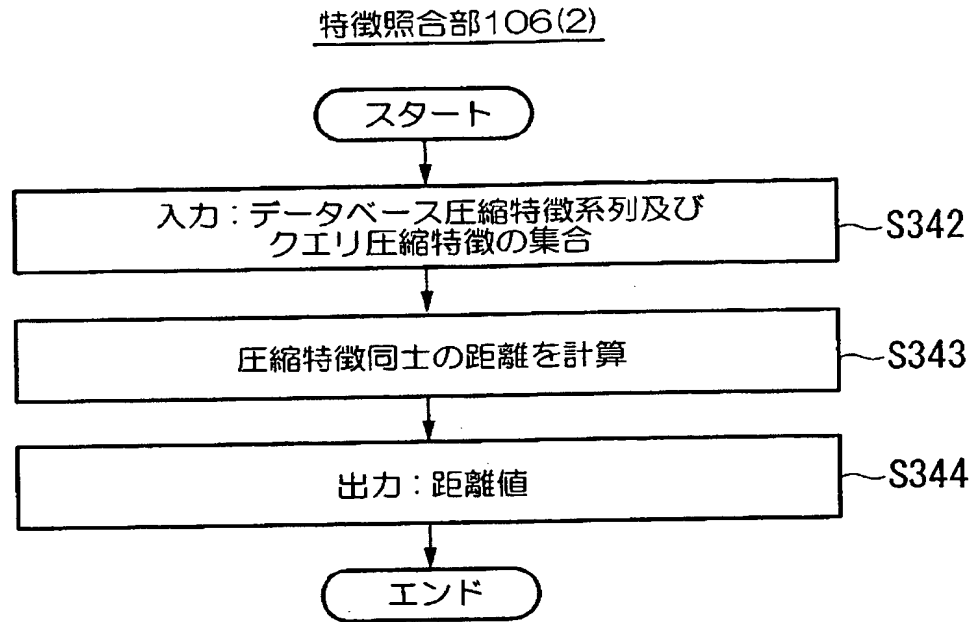 特徴照合部106(2)
スタート
入力：データベース圧縮特徴系列及び
クエリ圧縮特徴の集合
S342
圧縮特徴同士の距離を計算
S343
出力：距離値
S344
エンド